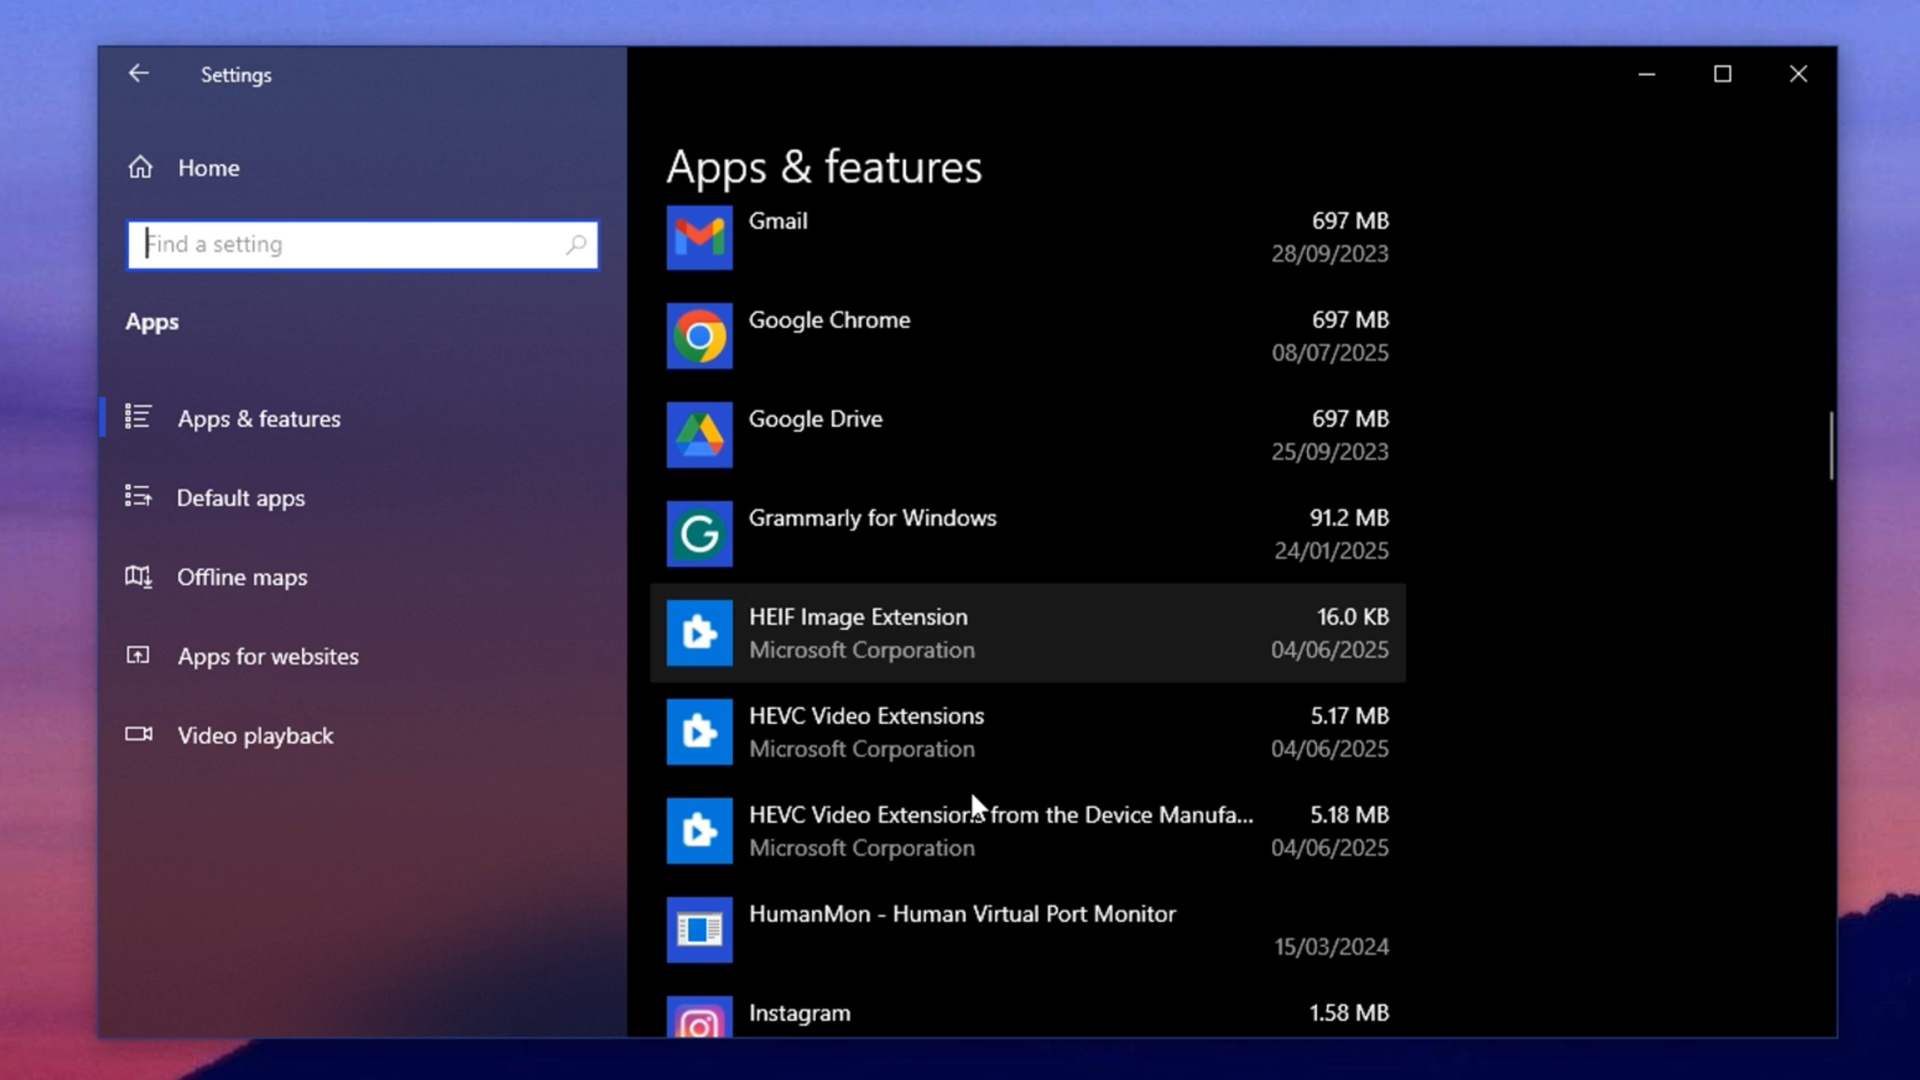 Settings
Home
Find a setting
Apps
Apps & features
Default apps
Offline maps
Apps for websites
Video playback
Apps & features
Gmail 697 MB
28/09/2023
Google Chrome 697 MB
08/07/2025
Google Drive 697 MB
25/09/2023
Grammarly for Windows 91.2 MB
24/01/2025
HEIF Image Extension 16.0 KB
Microsoft Corporation 04/06/2025
HEVC Video Extensions 5.17 MB
Microsoft Corporation 04/06/2025
HEVC Video Extensions from the Device Manufa... 5.18 MB
Microsoft Corporation 04/06/2025
HumanMon - Human Virtual Port Monitor
15/03/2024
Instagram 1.58 MB